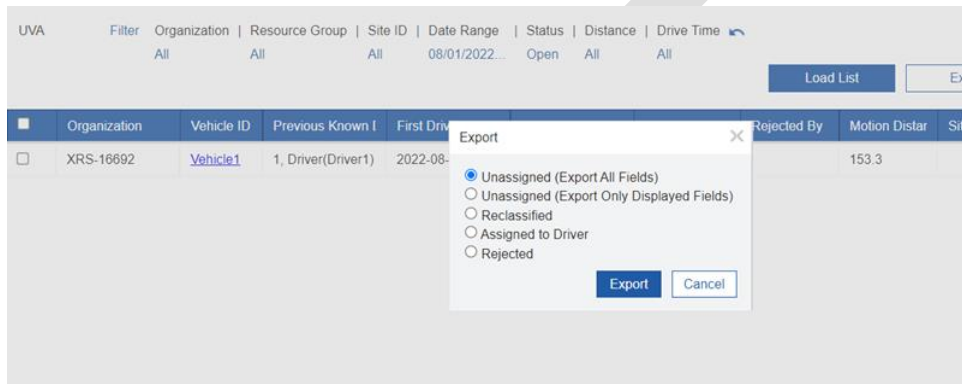 UVA Filter Organization | Resource Group | Site ID | Date Range | Status | Distance | Drive Time
All All All 08/01/2022... Open All All
Load List
Organization Vehicle ID Previous Known First Driv Rejected By Motion Distar
XRS-16692 Vehicle1 1, Driver(Driver1) 2022-08- 153.3
Export
Unassigned (Export All Fields)
Unassigned (Export Only Displayed Fields)
Reclassified
Assigned to Driver
Rejected
Export Cancel